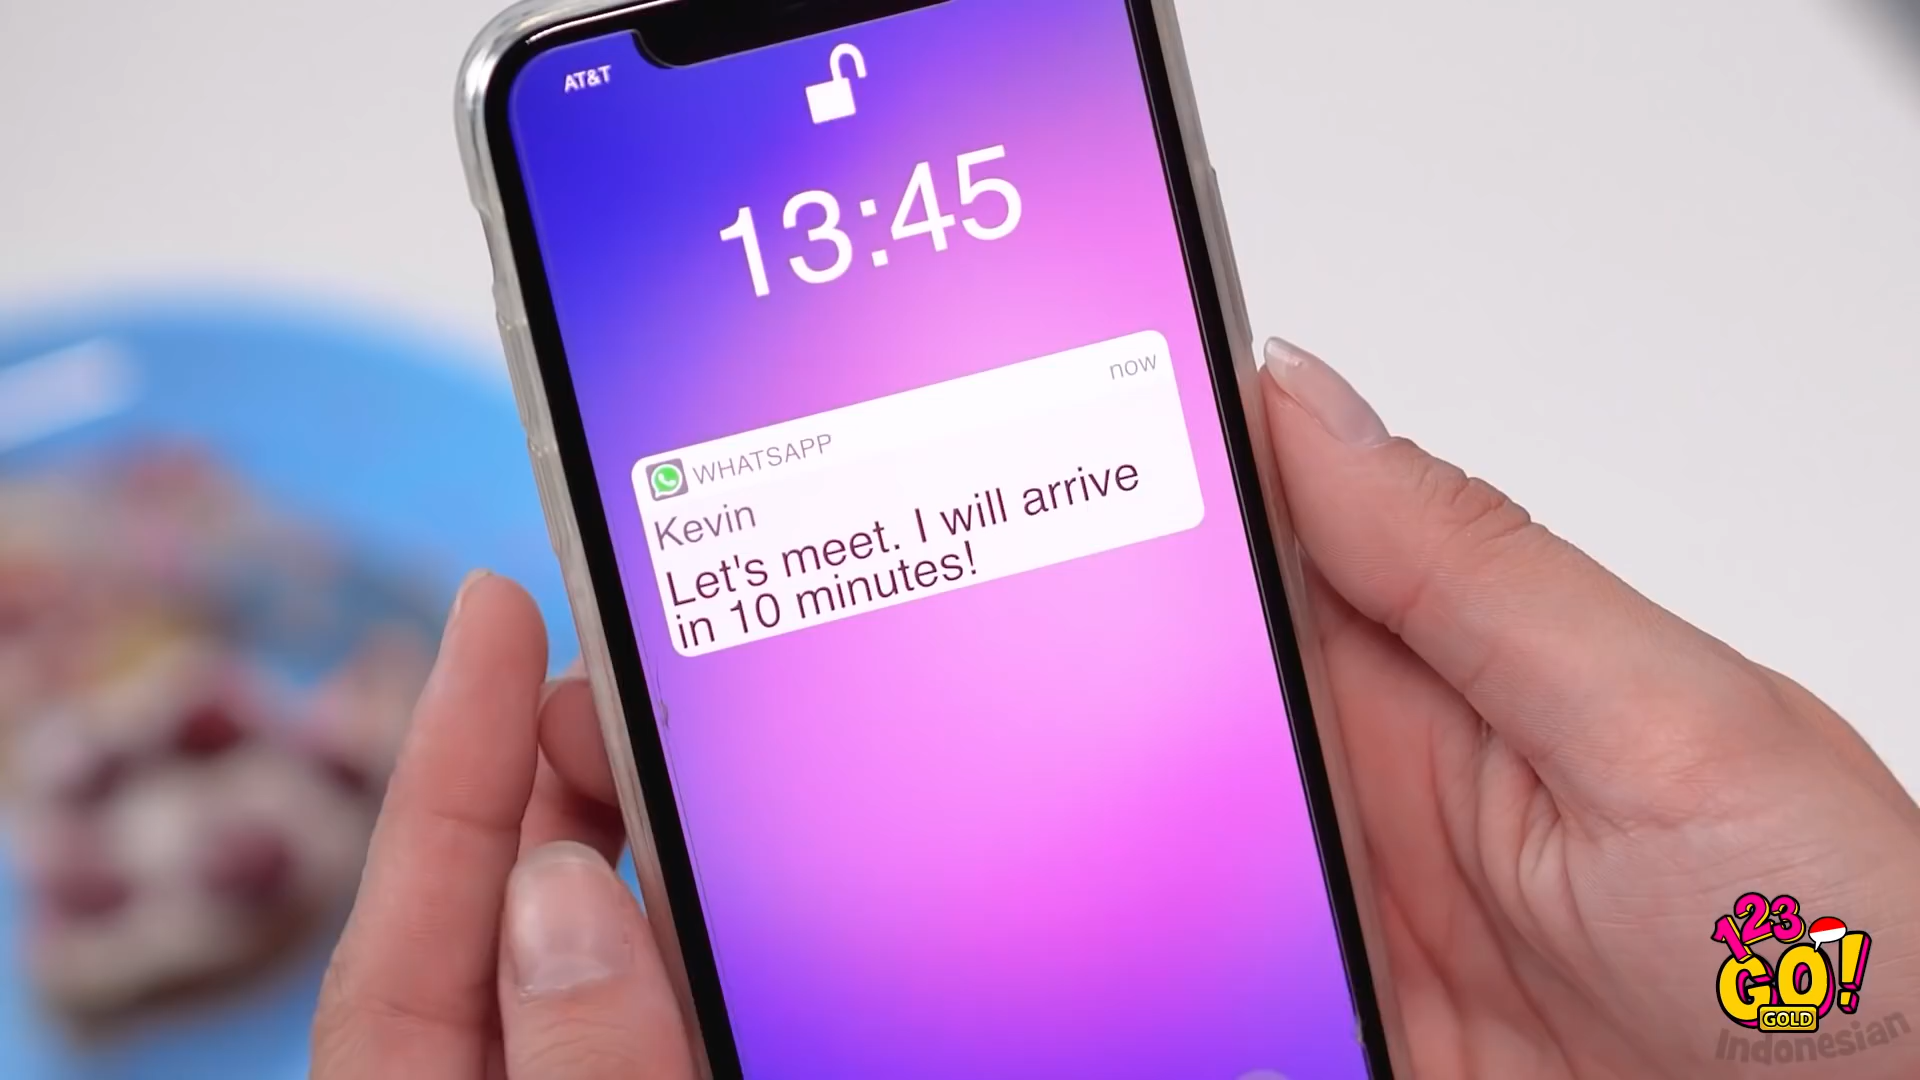 AT&T
13:45
now
WHATSAPP
Kevin
Let's meet. I will arrive
in 10 minutes!
123
GO!
GOLD
Indonesian